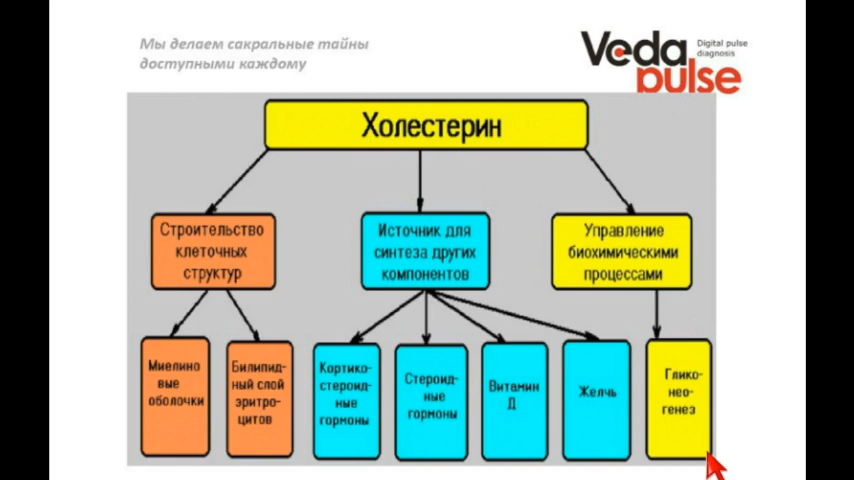 Мы делаем сакральные тайны
доступными каждому
Veda
pulse
Digital pulse
diagnosis
Холестерин
Строительство
клеточных
структур
Источник для
синтеза других
компонентов
Управление
биохимическими
процессами
Миелино
вые
оболочки
Билипид-
ный слой
эритро-
цитов
Кортико-
стероид-
ные
гормоны
Стероид-
ные
гормоны
Витамин
Д
Желчь
Глико-
нео-
генез